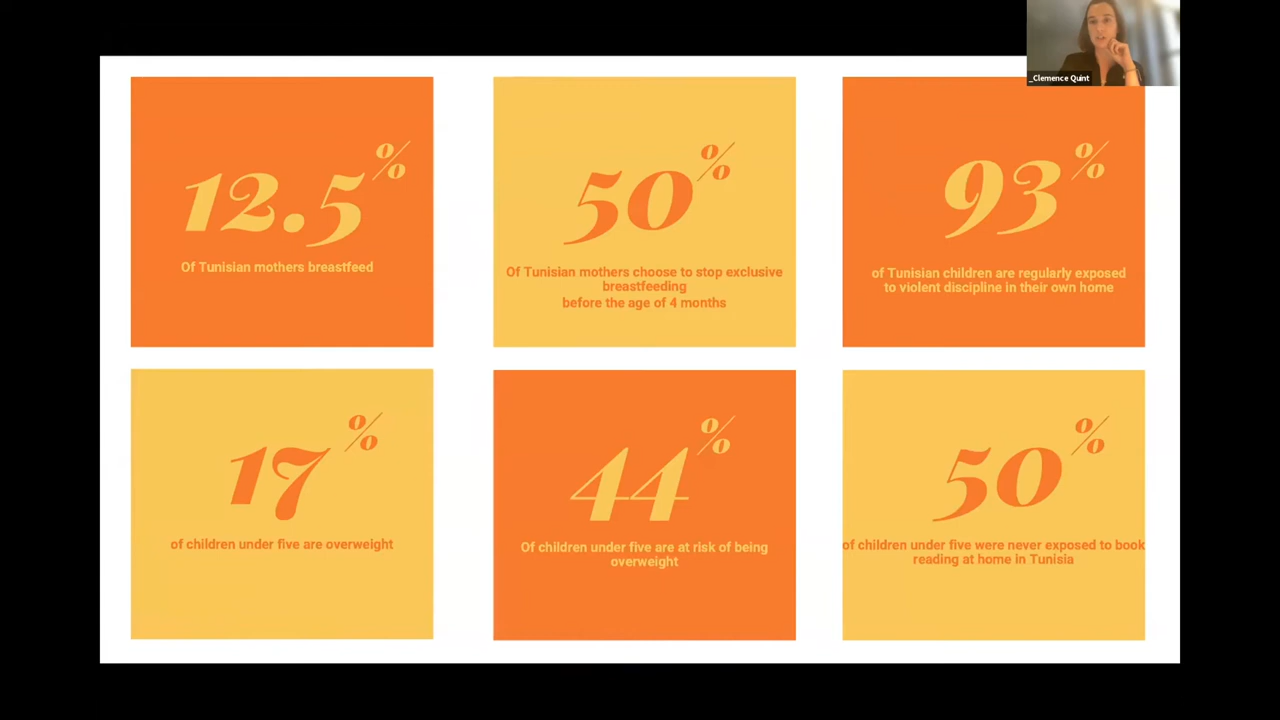 _Clemence Quint
12.5%
Of Tunisian mothers breastfeed
50%
Of Tunisian mothers choose to stop exclusive
breastfeeding
before the age of 4 months
93%
of Tunisian children are regularly exposed
to violent discipline in their own home
17%
of children under five are overweight
44%
Of children under five are at risk of being
overweight
50%
of children under five were never exposed to book
reading at home in Tunisia